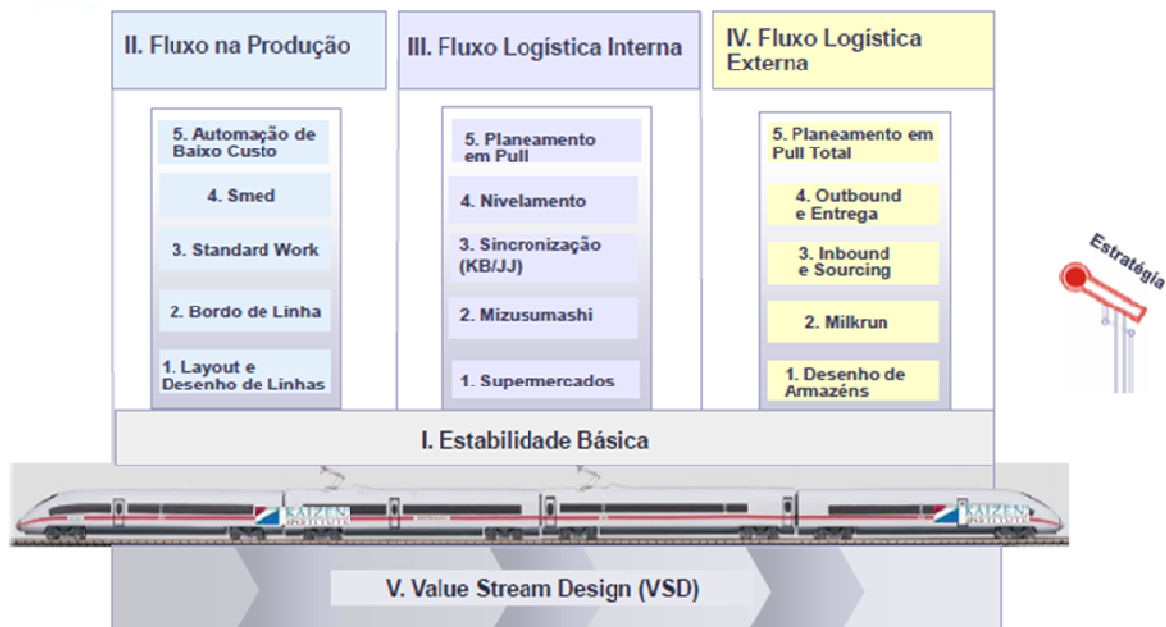 II. Fluxo na Produção
5. Automação de
Baixo Custo
4. Smed
3. Standard Work
2. Bordo de Linha
1. Layout e
Desenho de Linhas
III. Fluxo Logística Interna
5. Planeamento
em Pull
4. Nivelamento
3. Sincronização
(KB/JJ)
2. Mizusumashi
1. Supermercados
IV. Fluxo Logística
Externa
5. Planeamento em
Pull Total
4. Outbound
e Entrega
3. Inbound
e Sourcing
2. Milkrun
1. Desenho de
Armazéns
Estratégia
I. Estabilidade Básica
KAIZEN
INSTITUTE
KAIZEN
INSTITUTE
V. Value Stream Design (VSD)